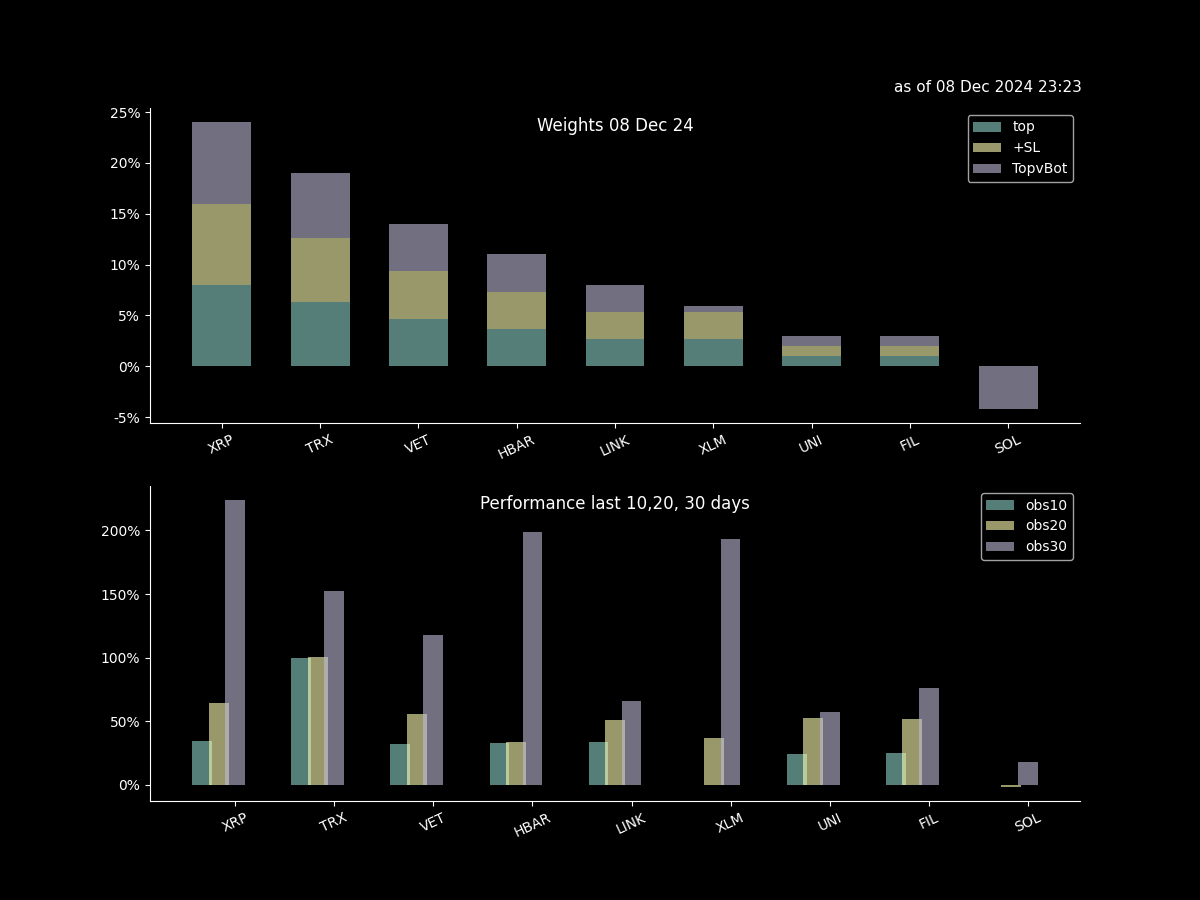 as of 08 Dec 2024 23:23
Weights 08 Dec 24
top
+SL
TopvBot
25%
20%
15%
10%
5%
0%
-5%
XRP TRX VET HBAR LINK XLM UNI FIL SOL
Performance last 10,20, 30 days
obs10
obs20
obs30
200%
150%
100%
50%
0%
XRP TRX VET HBAR LINK XLM UNI FIL SOL